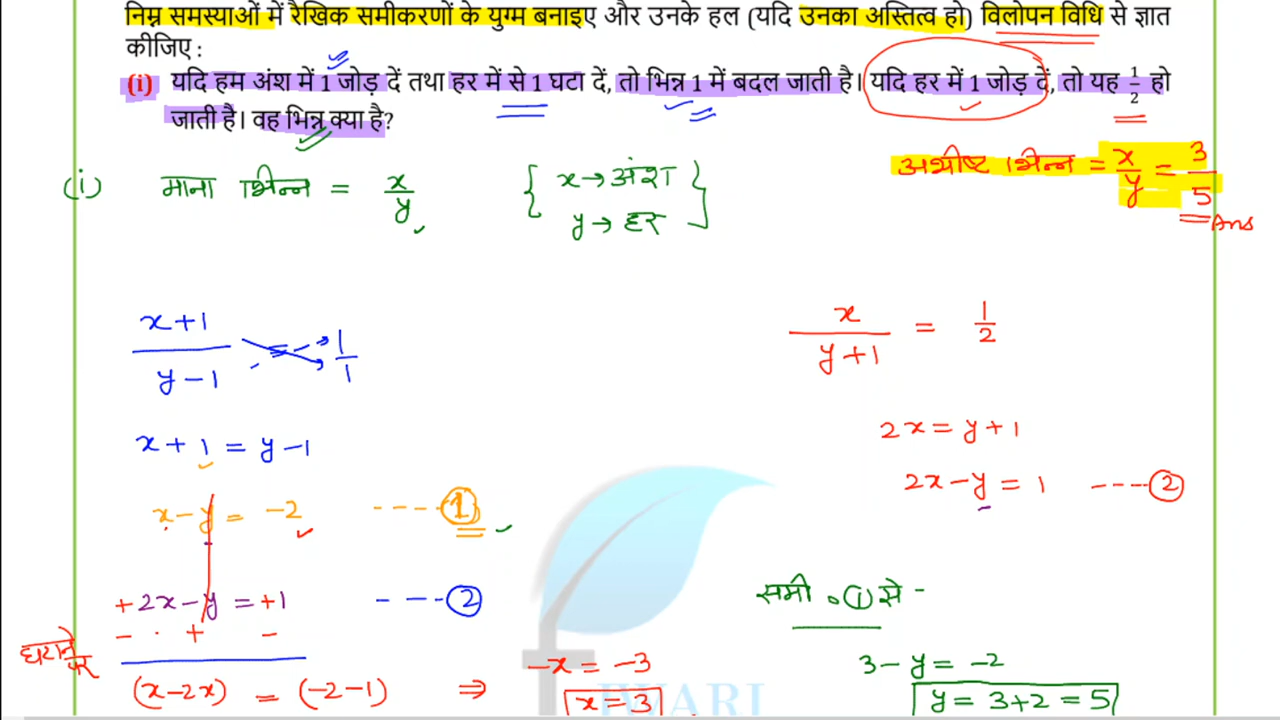 निम्न समस्याओं में रैखिक समीकरणों के युग्म बनाइए और उनके हल (यदि उनका अस्तित्व हो) विलोपन विधि से ज्ञात
कीजिए :
(i) यदि हम अंश में 1 जोड़ दें तथा हर में से 1 घटा दें, तो भिन्न 1 में बदल जाती है। यदि हर में 1 जोड़ दें, तो यह 1/2 हो
जाती है। वह भिन्न क्या है?
अभीष्ट भिन्न = x/y = 3/5 Ans
(i) माना भिन्न = x/y { x→अंश
y→हर }
(x+1)/(y-1) = 1/1
x/(y+1) = 1/2
x + 1 = y-1
2x = y+1
2x-y = 1 ----②
x-y = -2 ----①
+2x-y = +1 ----②
- + -
घटाने पर
(x-2x) = (-2-1) ⇒ -x = -3
x = 3
समी . ① से -
3-y = -2
y = 3+2 = 5
TIWARI